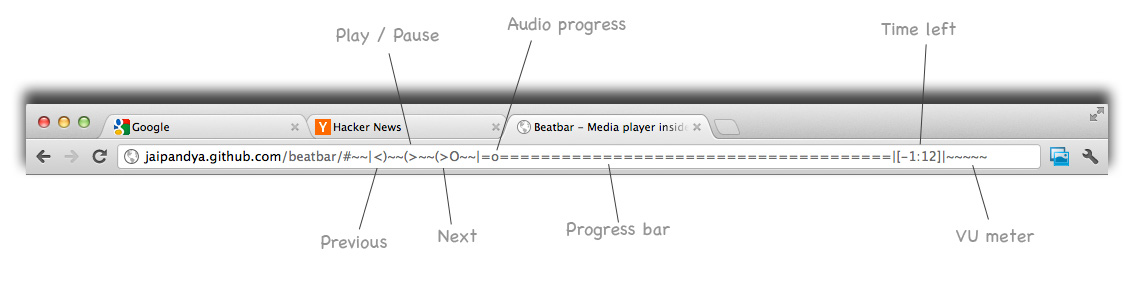 Audio progress
Play / Pause
Time left
Google
Hacker News
Beatbar – Media player inside
jaipandya.github.com/beatbar/#~~|<)~~(>~~(>O~~|=o======================================|[-1:12]|~~~~~
Previous
Next
Progress bar
VU meter